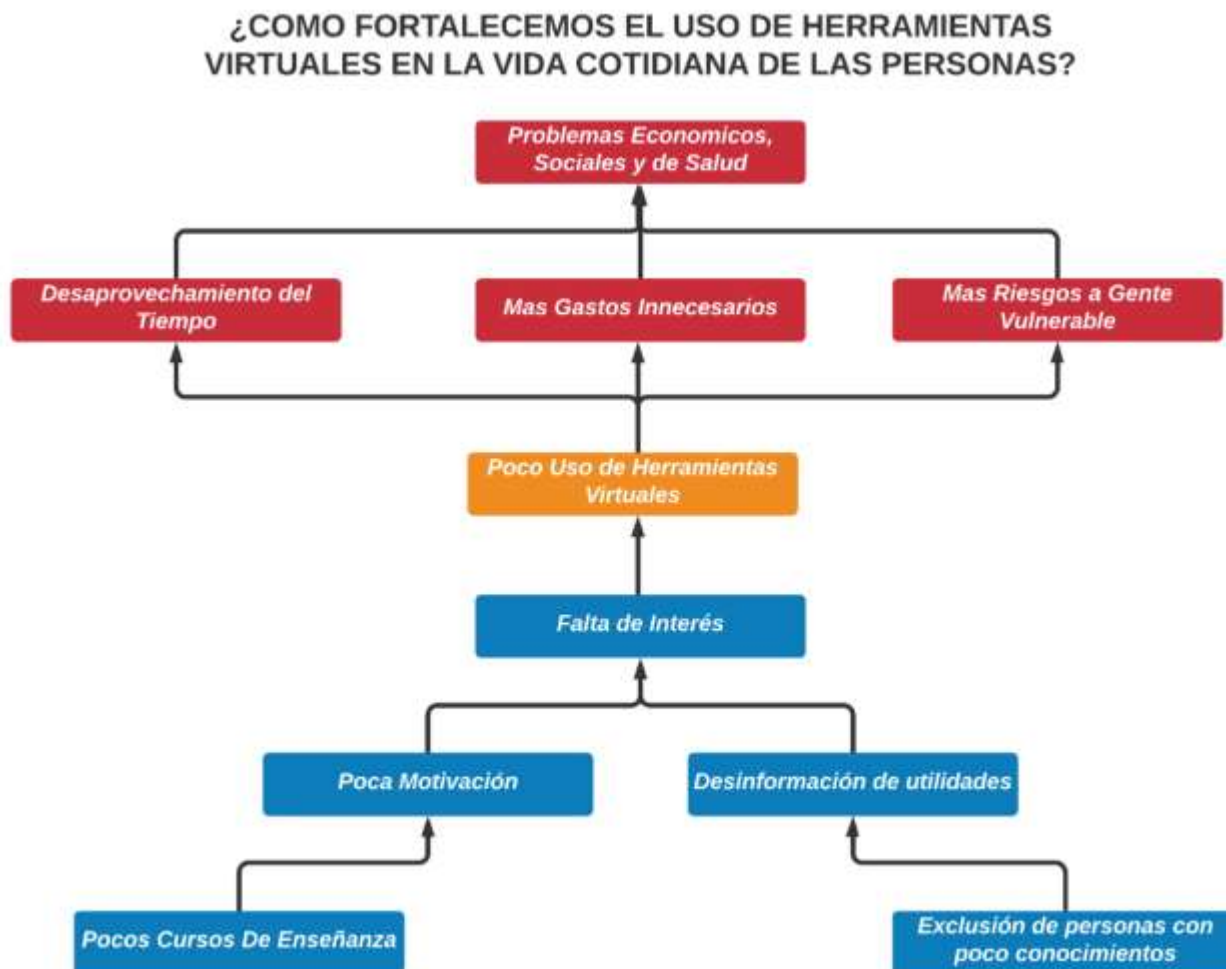 ¿COMO FORTALECEMOS EL USO DE HERRAMIENTAS
VIRTUALES EN LA VIDA COTIDIANA DE LAS PERSONAS?
Problemas Economicos,
Sociales y de Salud
Desaprovechamiento del
Tiempo
Mas Gastos Innecesarios
Mas Riesgos a Gente
Vulnerable
Poco Uso de Herramientas
Virtuales
Falta de Interés
Poca Motivación
Desinformación de utilidades
Pocos Cursos De Enseñanza
Exclusión de personas con
poco conocimientos